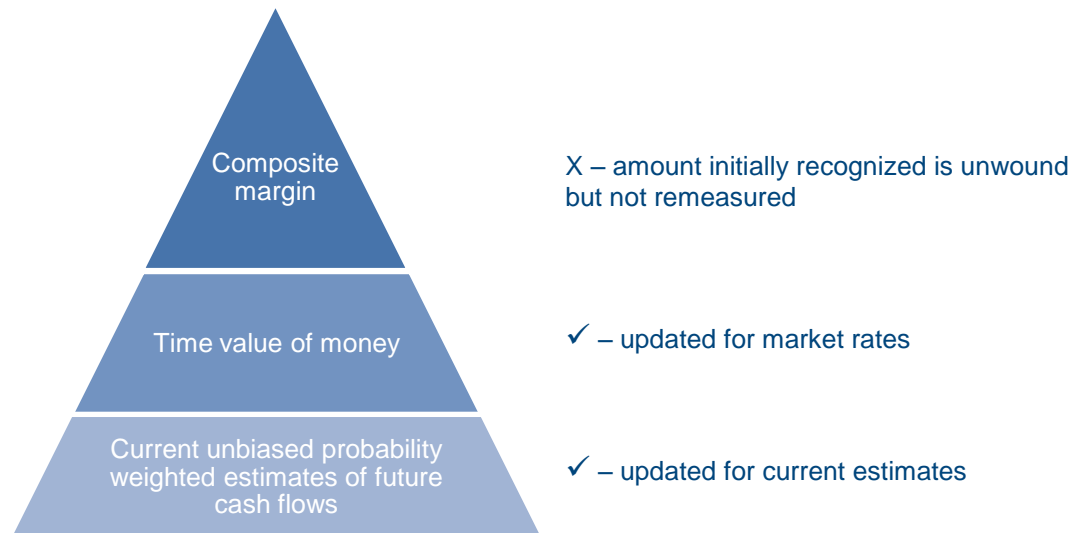 Composite
margin
X – amount initially recognized is unwound
but not remeasured
Time value of money
✓ – updated for market rates
Current unbiased probability
weighted estimates of future
cash flows
✓ – updated for current estimates